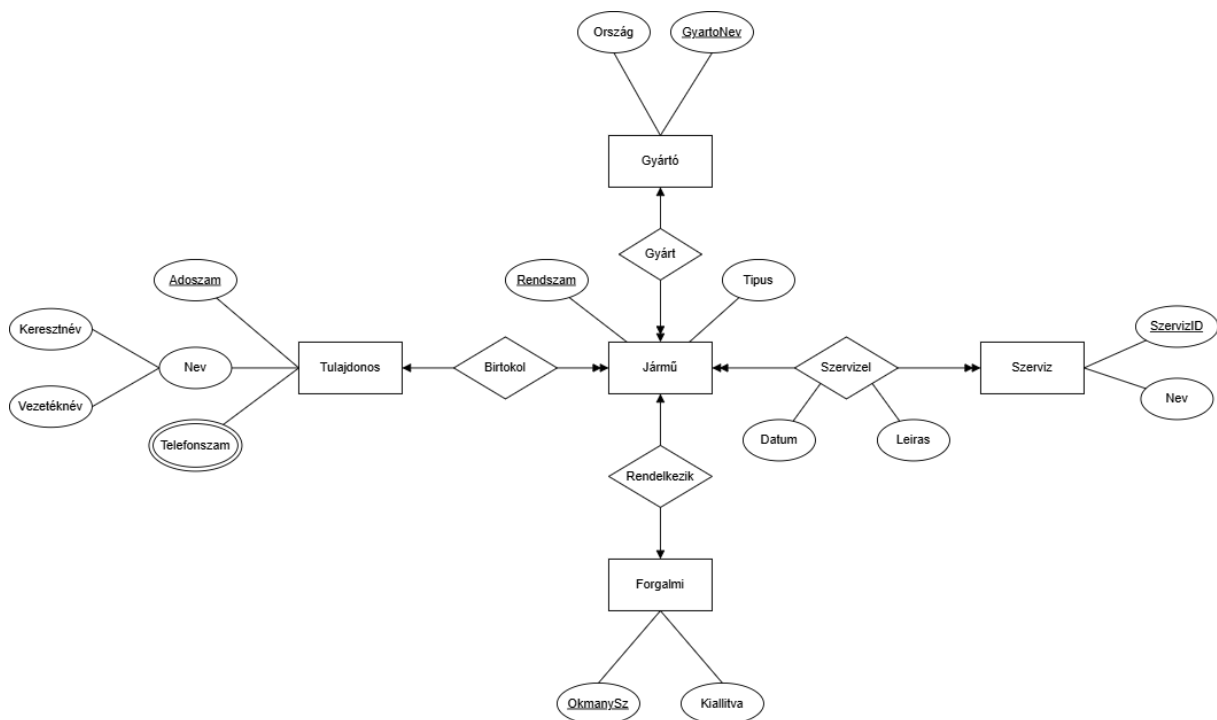 Ország
GyartoNev
Gyártó
Gyárt
Adoszam
Rendszam
Tipus
Keresztnév
Nev
Vezetéknév
Telefonszam
Tulajdonos
Birtokol
Jármű
Szervizel
Datum
Leiras
Szerviz
SzervizID
Nev
Rendelkezik
Forgalmi
OkmanySz
Kiallitva